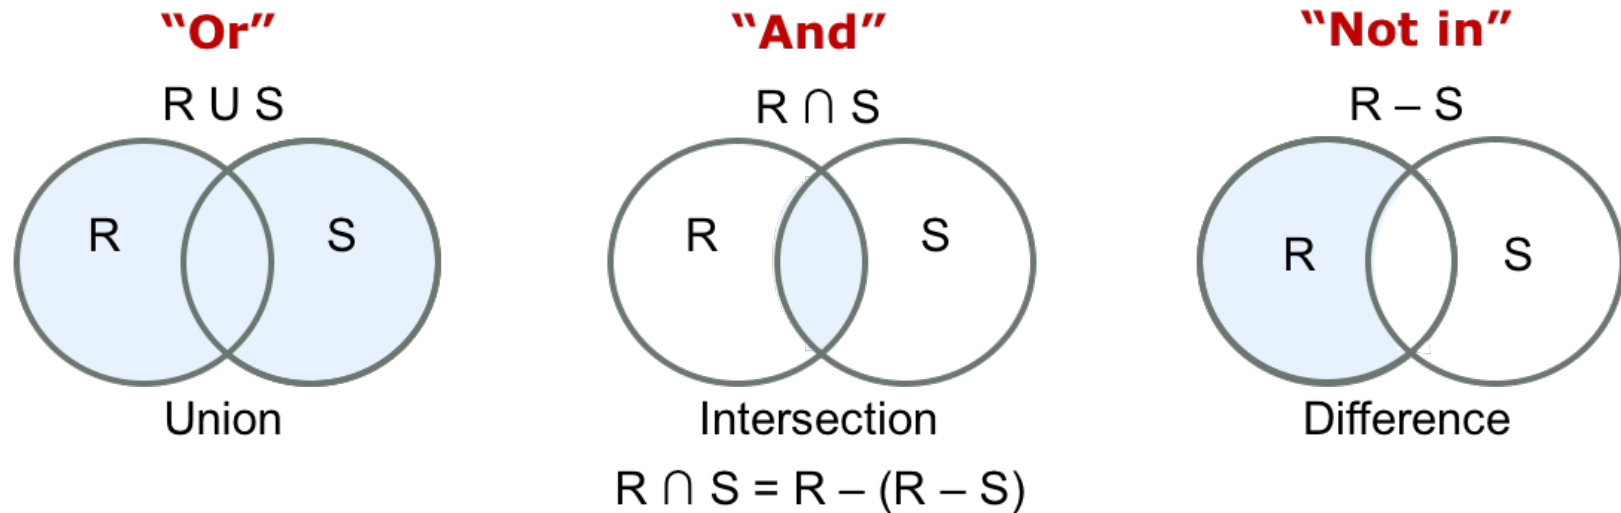 “Or”
R U S
R S
Union
“And”
R ∩ S
R S
Intersection
R ∩ S = R – (R – S)
“Not in”
R – S
R S
Difference